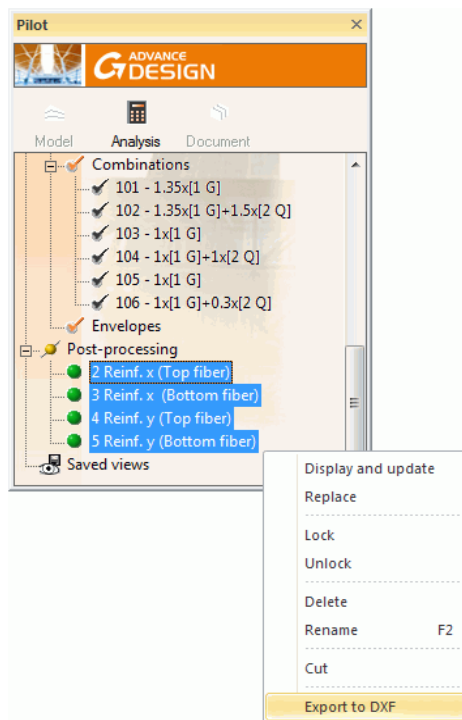 Pilot
ADVANCE
DESIGN
Model Analysis Document
Combinations
101 - 1.35x[1 G]
102 - 1.35x[1 G]+1.5x[2 Q]
103 - 1x[1 G]
104 - 1x[1 G]+1x[2 Q]
105 - 1x[1 G]
106 - 1x[1 G]+0.3x[2 Q]
Envelopes
Post-processing
2 Reinf. x (Top fiber)
3 Reinf. x (Bottom fiber)
4 Reinf. y (Top fiber)
5 Reinf. y (Bottom fiber)
Saved views
Display and update
Replace
Lock
Unlock
Delete
Rename F2
Cut
Export to DXF